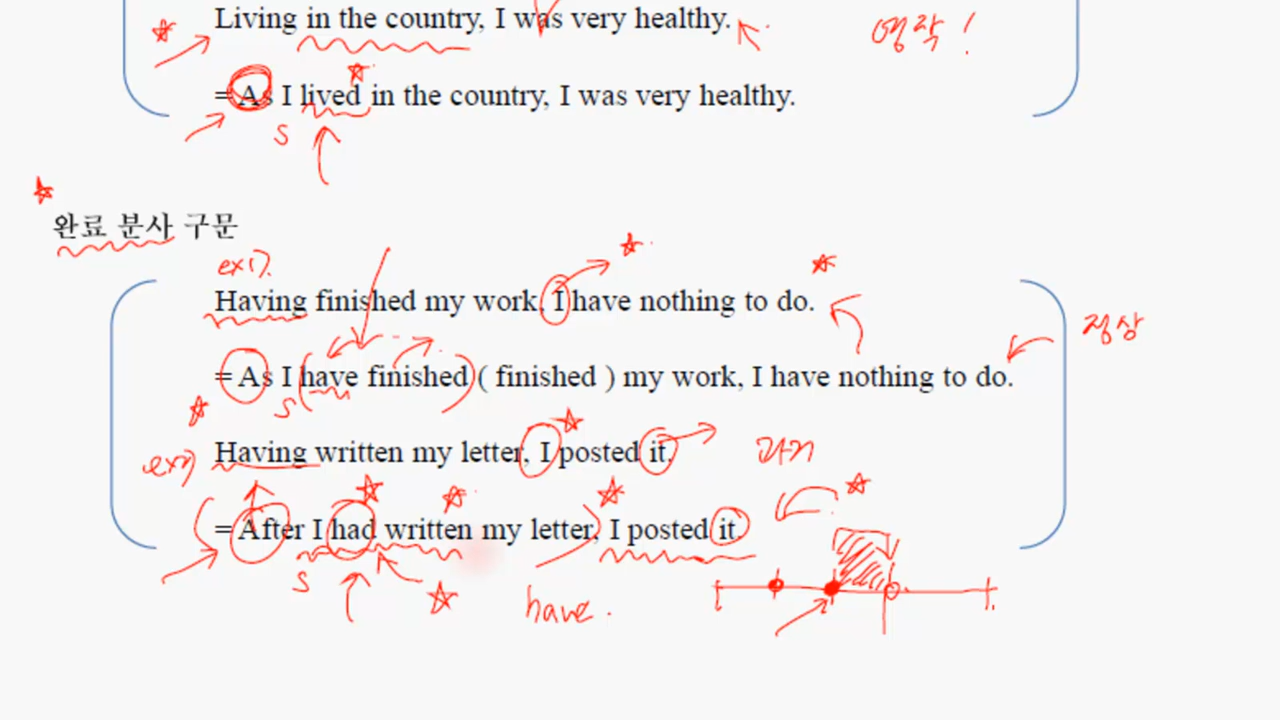 Living in the country, I was very healthy.
영작!
= As I lived in the country, I was very healthy.
S
완료 분사 구문
ex1).
Having finished my work, I have nothing to do.
정상
= As I have finished ( finished ) my work, I have nothing to do.
S
ex2)
Having written my letter, I posted it.
과거
= After I had written my letter, I posted it.
S
have.